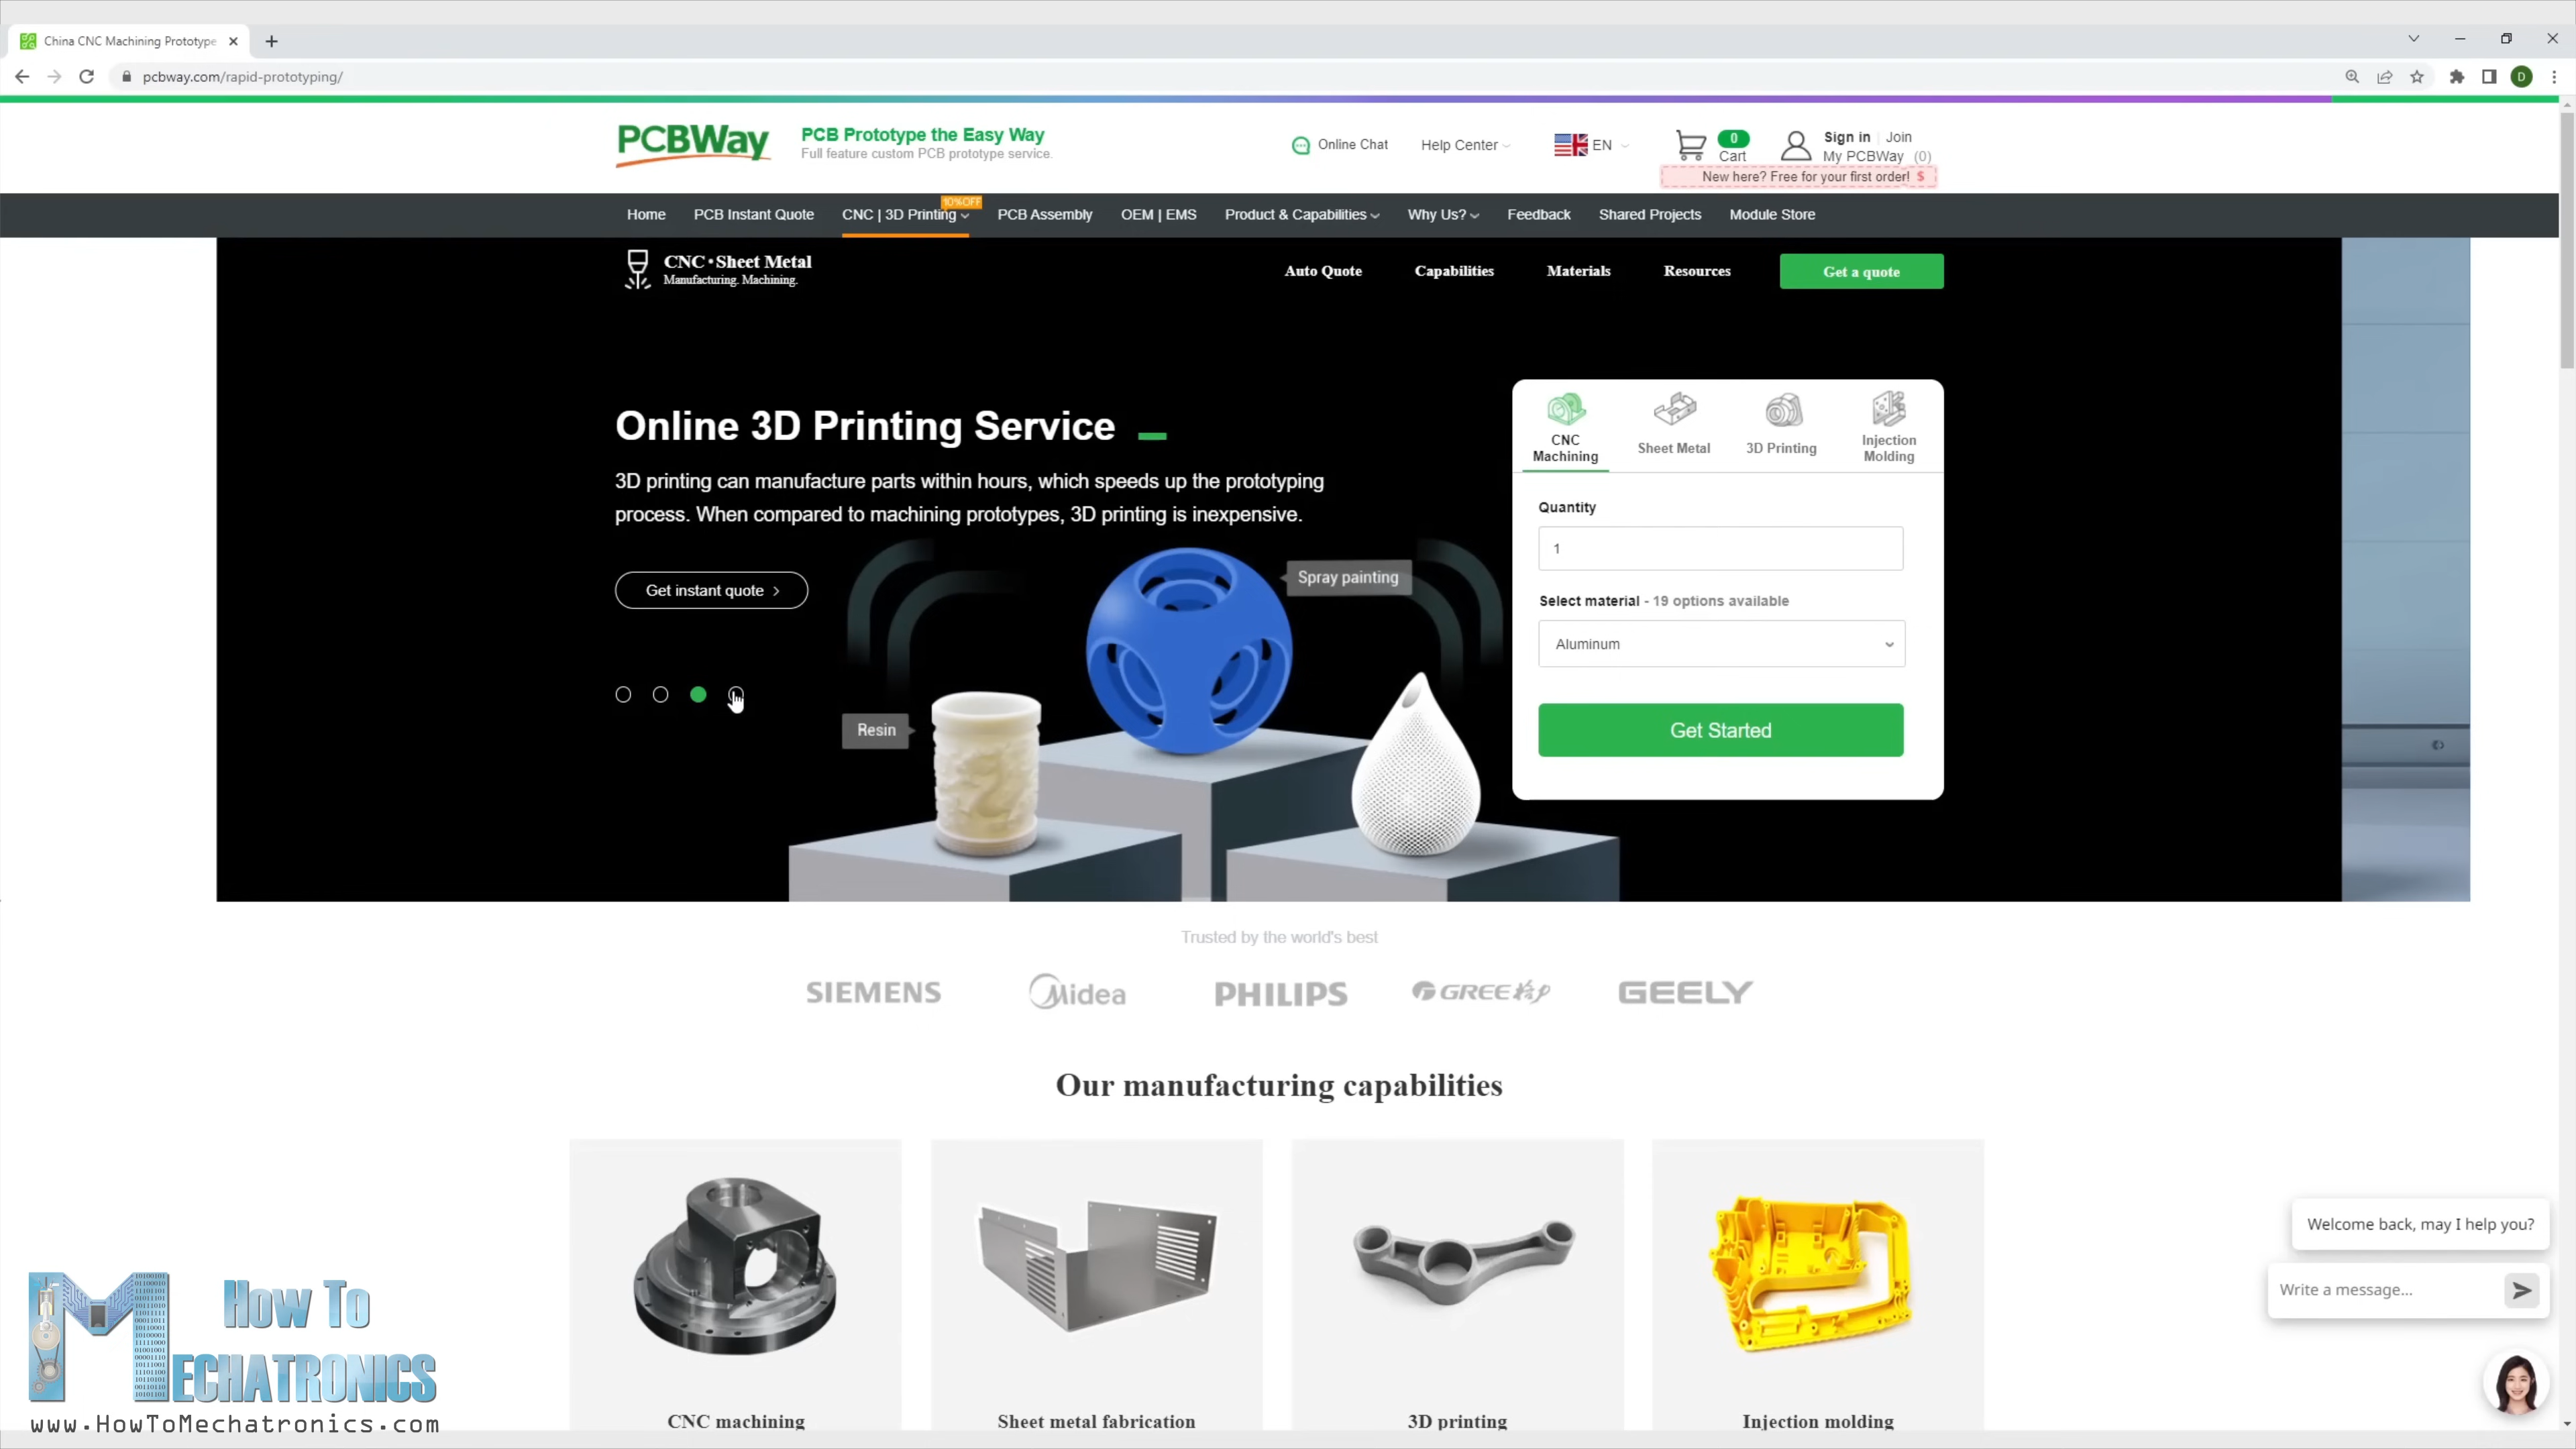 China CNC Machining Prototype
pcbway.com/rapid-prototyping/
D
PCBWay
PCB Prototype the Easy Way
Full feature custom PCB prototype service.
Online Chat
Help Center
EN
0
Cart
Sign in
Join
My PCBWay (0)
New here? Free for your first order! $
10%OFF
Home
PCB Instant Quote
CNC | 3D Printing
PCB Assembly
OEM | EMS
Product & Capabilities
Why Us?
Feedback
Shared Projects
Module Store
CNC • Sheet Metal
Manufacturing. Machining.
Auto Quote
Capabilities
Materials
Resources
Get a quote
Online 3D Printing Service
3D printing can manufacture parts within hours, which speeds up the prototyping
process. When compared to machining prototypes, 3D printing is inexpensive.
Get instant quote >
Spray painting
Resin
CNC
Machining
Sheet Metal
3D Printing
Injection
Molding
Quantity
1
Select material - 19 options available
Aluminum
Get Started
Trusted by the world's best
SIEMENS
Midea
PHILIPS
GREE格力
GEELY
Our manufacturing capabilities
CNC machining
Sheet metal fabrication
3D printing
Injection molding
Welcome back, may I help you?
Write a message...
How To
MECHATRONICS
www.HowToMechatronics.com